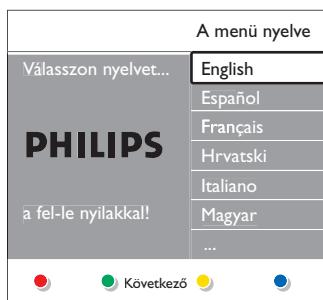 A menü nyelve
Válasszon nyelvet...
English
Español
Français
PHILIPS
Hrvatski
Italiano
a fel-le nyilakkal!
Magyar
...
Következő